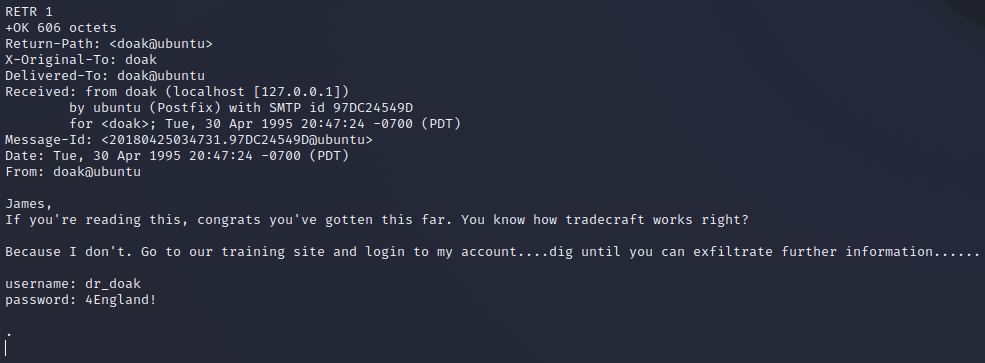 RETR 1
+OK 606 octets
Return-Path: <doak@ubuntu>
X-Original-To: doak
Delivered-To: doak@ubuntu
Received: from doak (localhost [127.0.0.1])
        by ubuntu (Postfix) with SMTP id 97DC24549D
        for <doak>; Tue, 30 Apr 1995 20:47:24 -0700 (PDT)
Message-Id: <20180425034731.97DC24549D@ubuntu>
Date: Tue, 30 Apr 1995 20:47:24 -0700 (PDT)
From: doak@ubuntu

James,
If you're reading this, congrats you've gotten this far. You know how tradecraft works right?

Because I don't. Go to our training site and login to my account....dig until you can exfiltrate further information......

username: dr_doak
password: 4England!

.